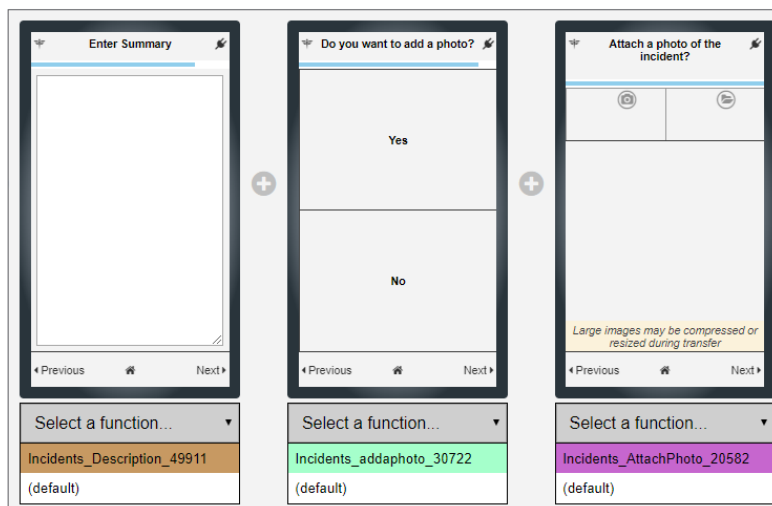 Enter Summary
Previous
Next
Select a function...
Incidents_Description_49911
(default)
Do you want to add a photo?
Yes
No
Previous
Next
Select a function...
Incidents_addaphoto_30722
(default)
Attach a photo of the
incident?
Large images may be compressed or
resized during transfer
Previous
Next
Select a function...
Incidents_AttachPhoto_20582
(default)